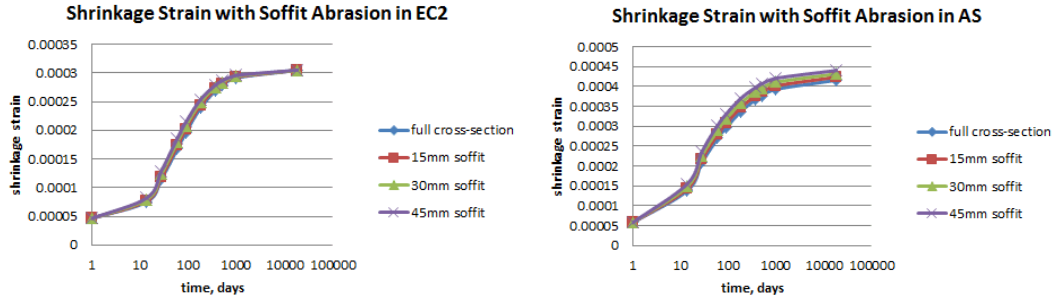 Shrinkage Strain with Soffit Abrasion in EC2
0.00035
0.0003
0.00025
0.0002
0.00015
0.0001
0.00005
0
shrinkage strain
1 10 100 1000 10000 100000
time, days
full cross-section
15mm soffit
30mm soffit
45mm soffit
Shrinkage Strain with Soffit Abrasion in AS
0.0005
0.00045
0.0004
0.00035
0.0003
0.00025
0.0002
0.00015
0.0001
0.00005
0
shrinkage strain
1 10 100 1000 10000 100000
time, days
full cross-section
15mm soffit
30mm soffit
45mm soffit